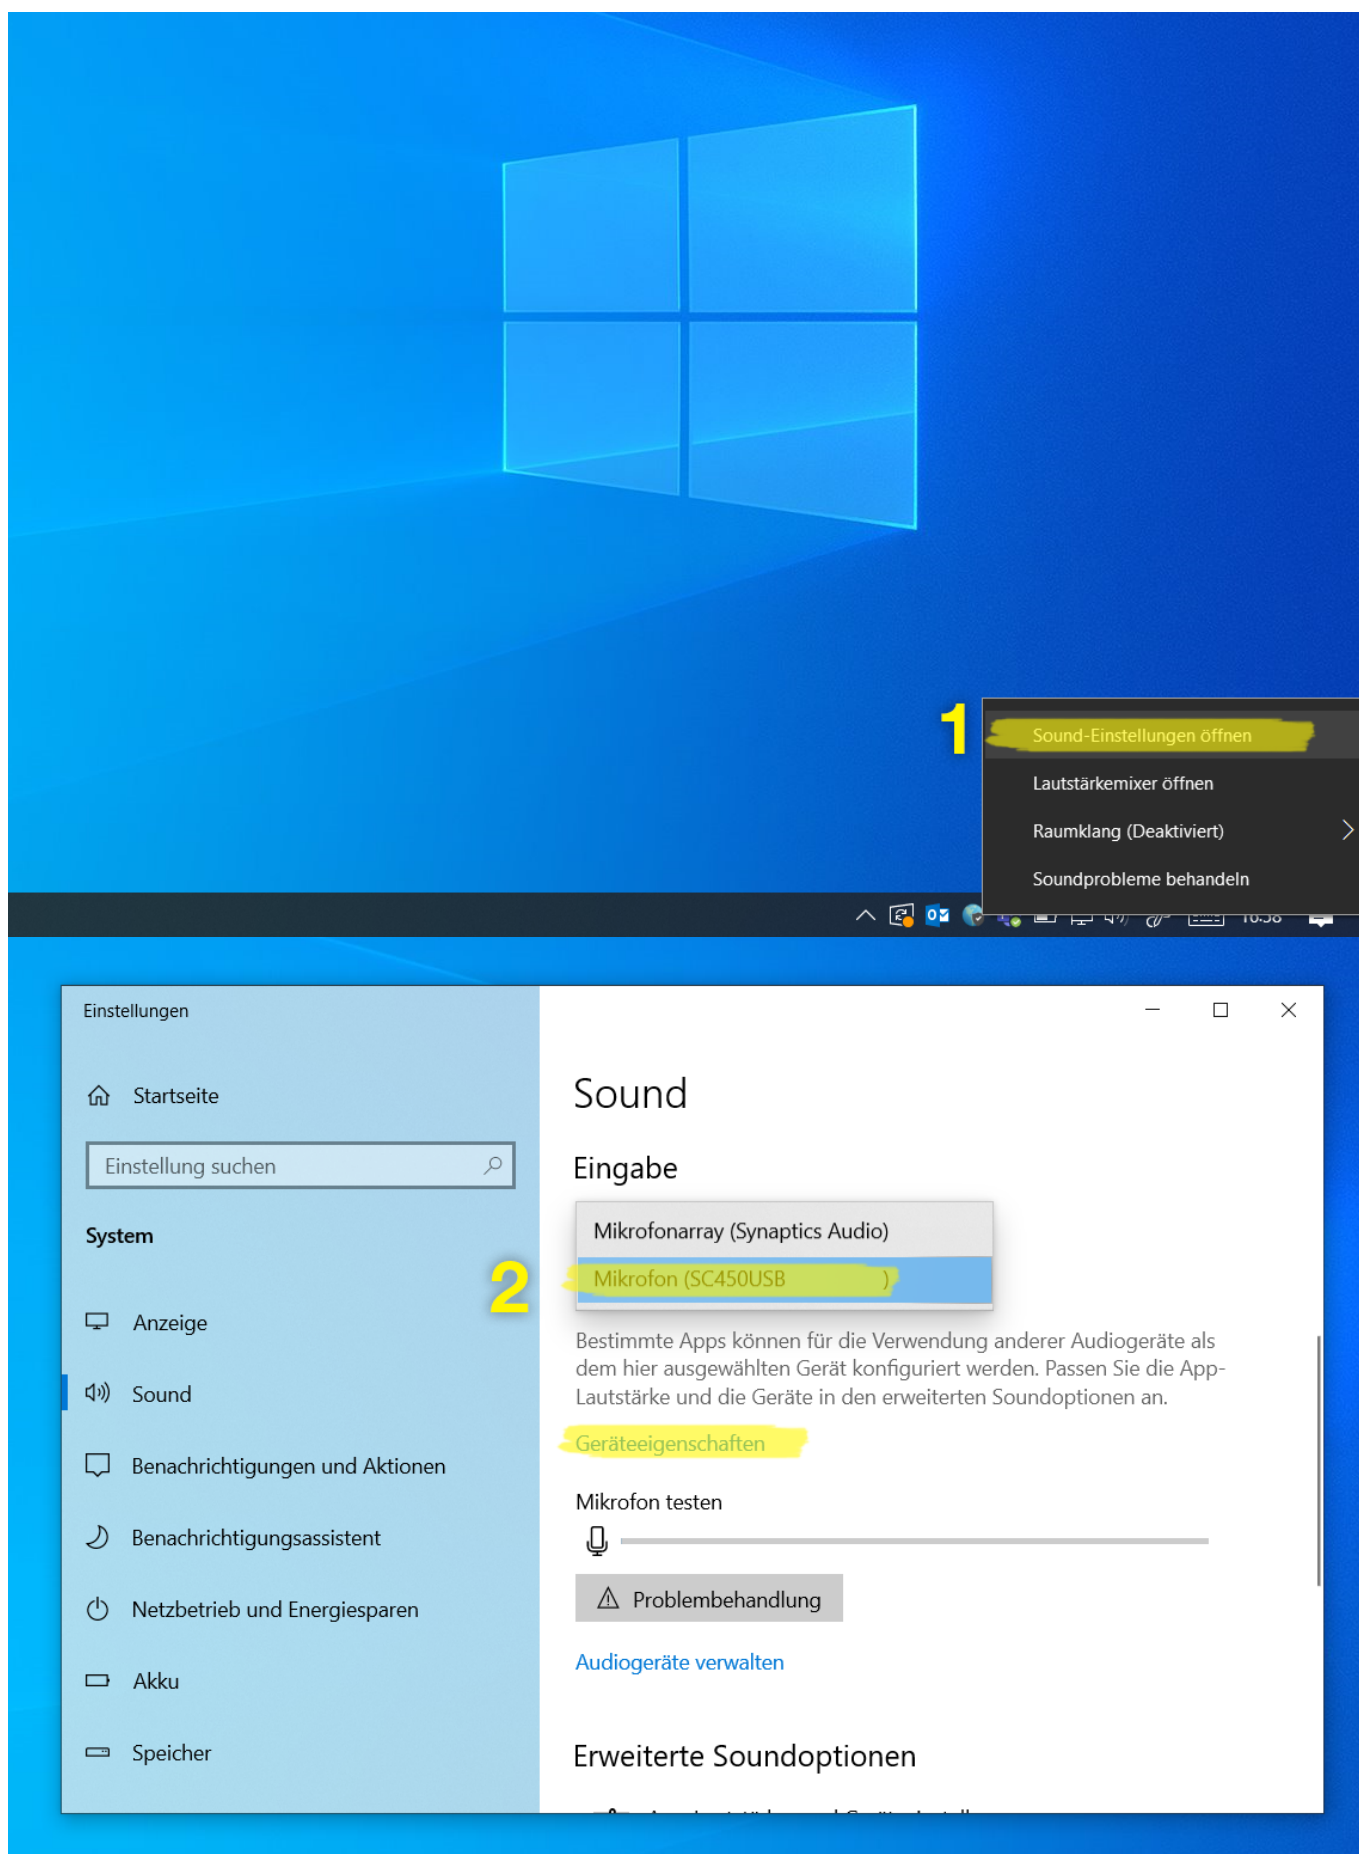 1
Sound-Einstellungen öffnen
Lautstärkemixer öffnen
Raumklang (Deaktiviert)
Soundprobleme behandeln
16:58
Einstellungen
Startseite
Einstellung suchen
System
Anzeige
Sound
Benachrichtigungen und Aktionen
Benachrichtigungsassistent
Netzbetrieb und Energiesparen
Akku
Speicher
Sound
Eingabe
Mikrofonarray (Synaptics Audio)
2
Mikrofon (SC450USB )
Bestimmte Apps können für die Verwendung anderer Audiogeräte als
dem hier ausgewählten Gerät konfiguriert werden. Passen Sie die App-
Lautstärke und die Geräte in den erweiterten Soundoptionen an.
Geräteeigenschaften
Mikrofon testen
Problembehandlung
Audiogeräte verwalten
Erweiterte Soundoptionen